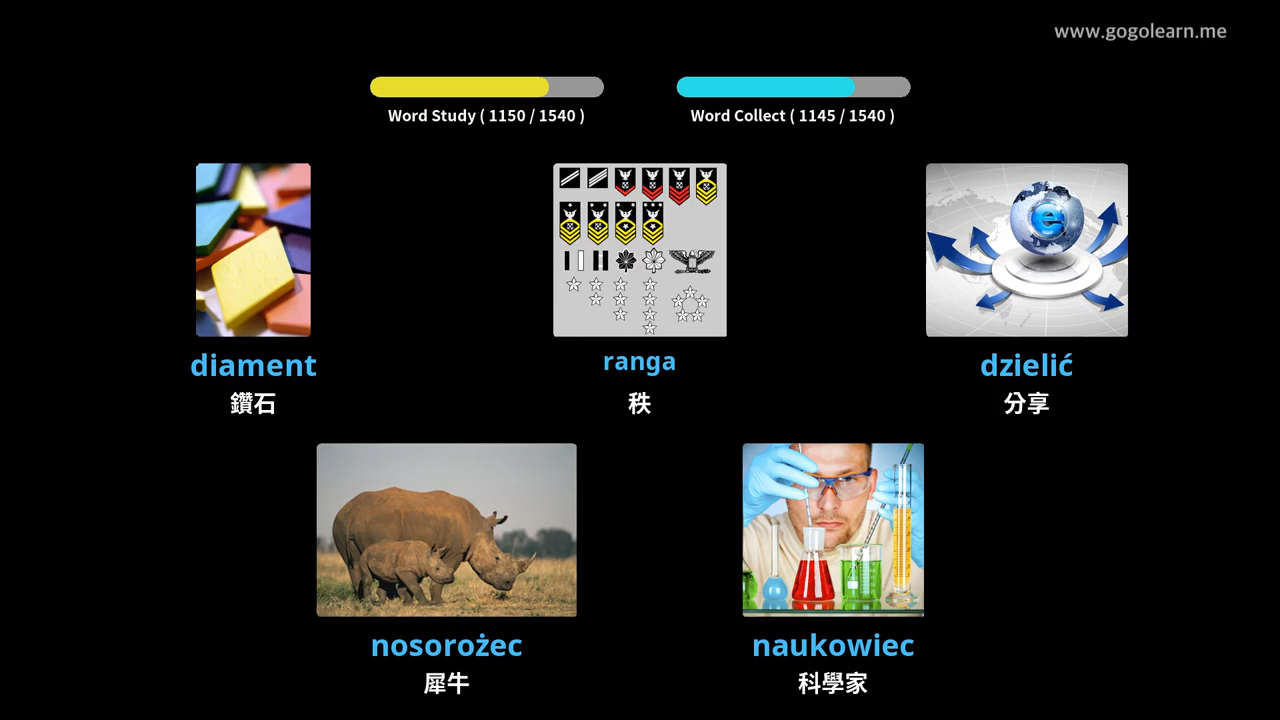 www.gogolearn.me
Word Study ( 1150 / 1540 )
Word Collect ( 1145 / 1540 )
diament
鑽石
ranga
秩
dzielić
分享
nosorożec
犀牛
naukowiec
科學家